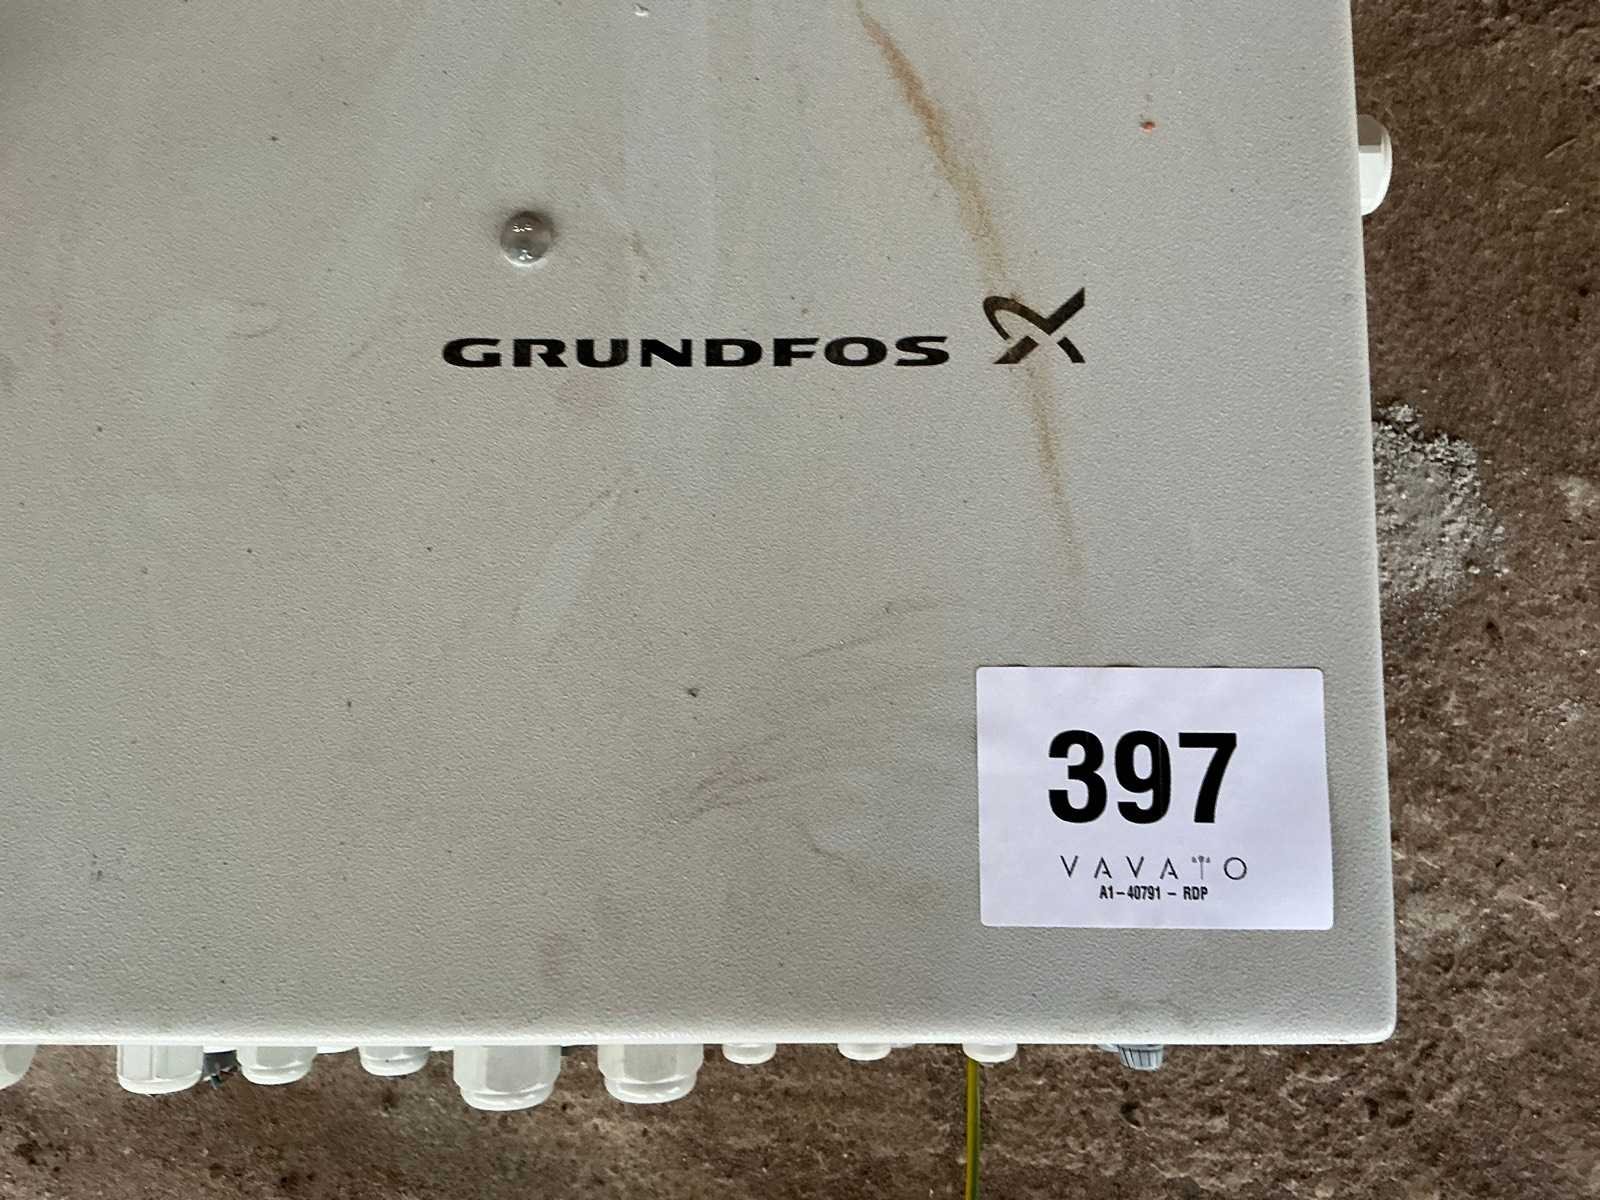 GRUNDFOS
397
VAVATO
A1-40791 - RDP